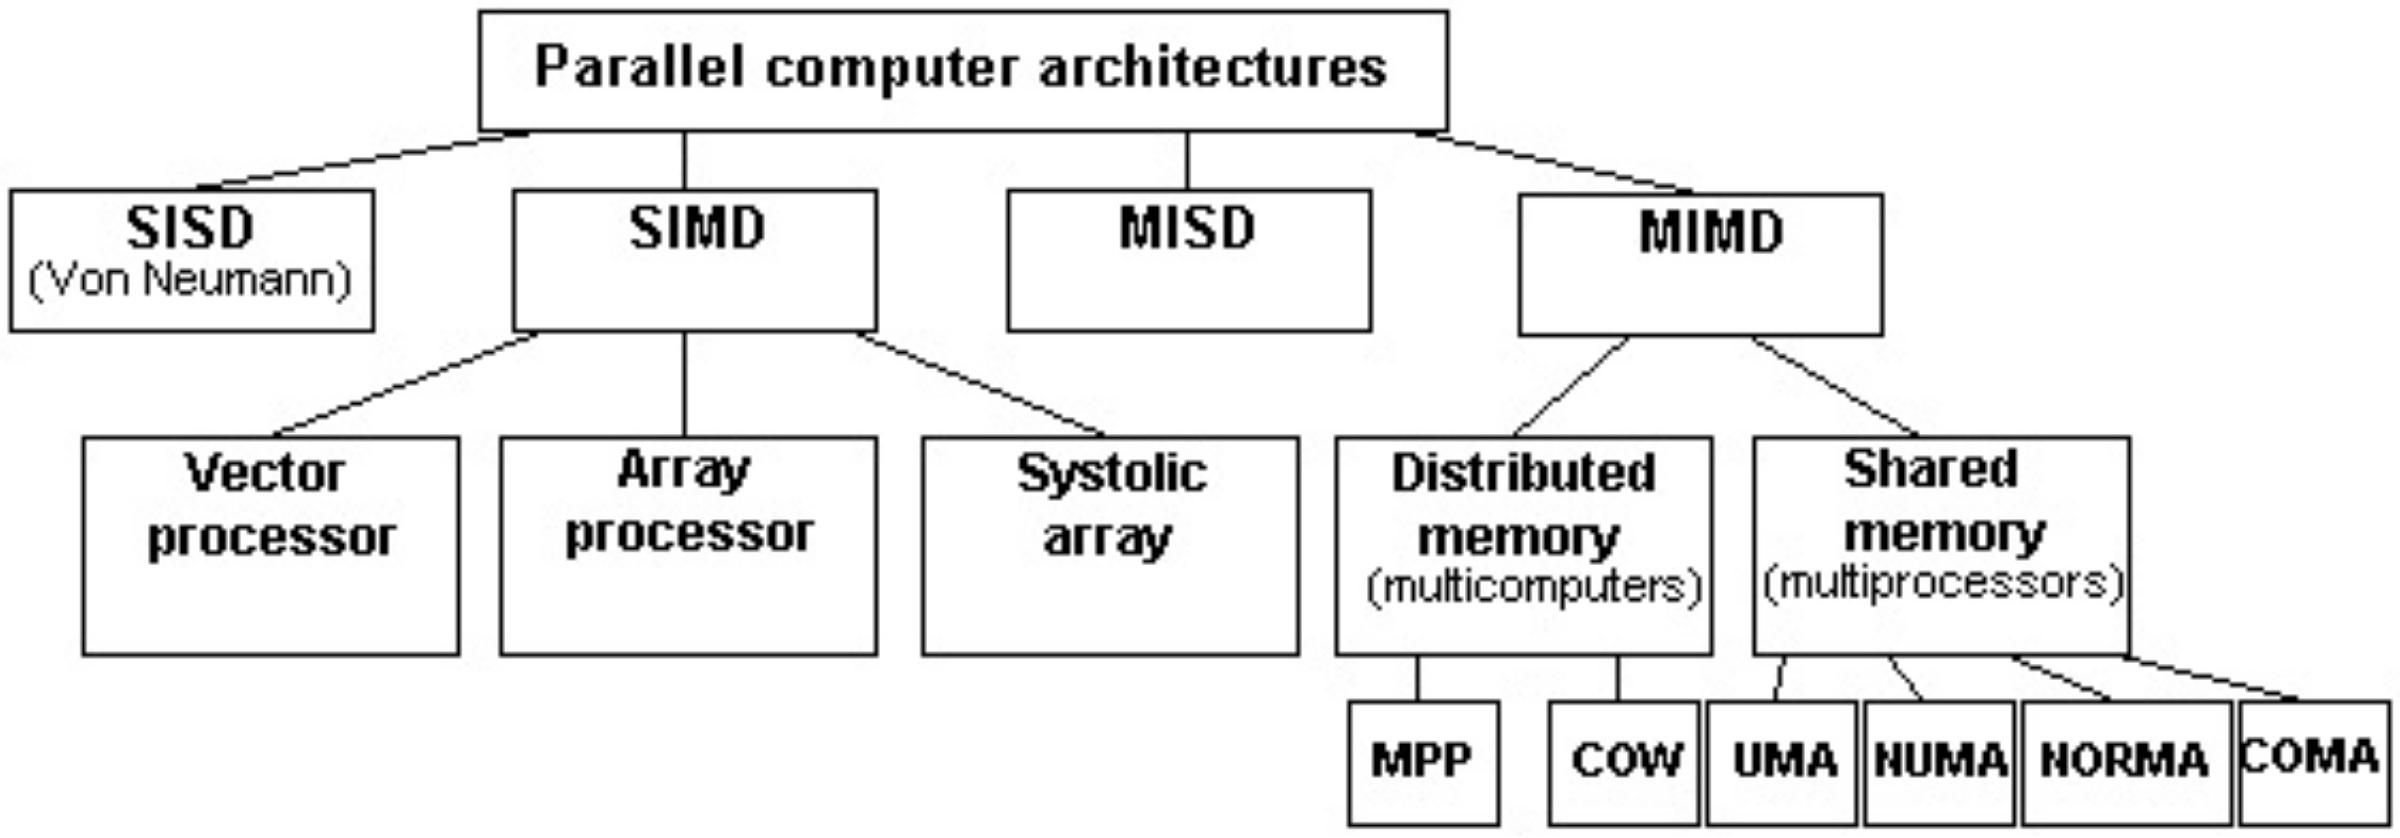 Parallel computer architectures
SISD
(Von Neumann)
SIMD
MISD
MIMD
Vector
processor
Array
processor
Systolic
array
Distributed
memory
(multicomputers)
Shared
memory
(multiprocessors)
MPP
COW
UMA
NUMA
NORMA
COMA